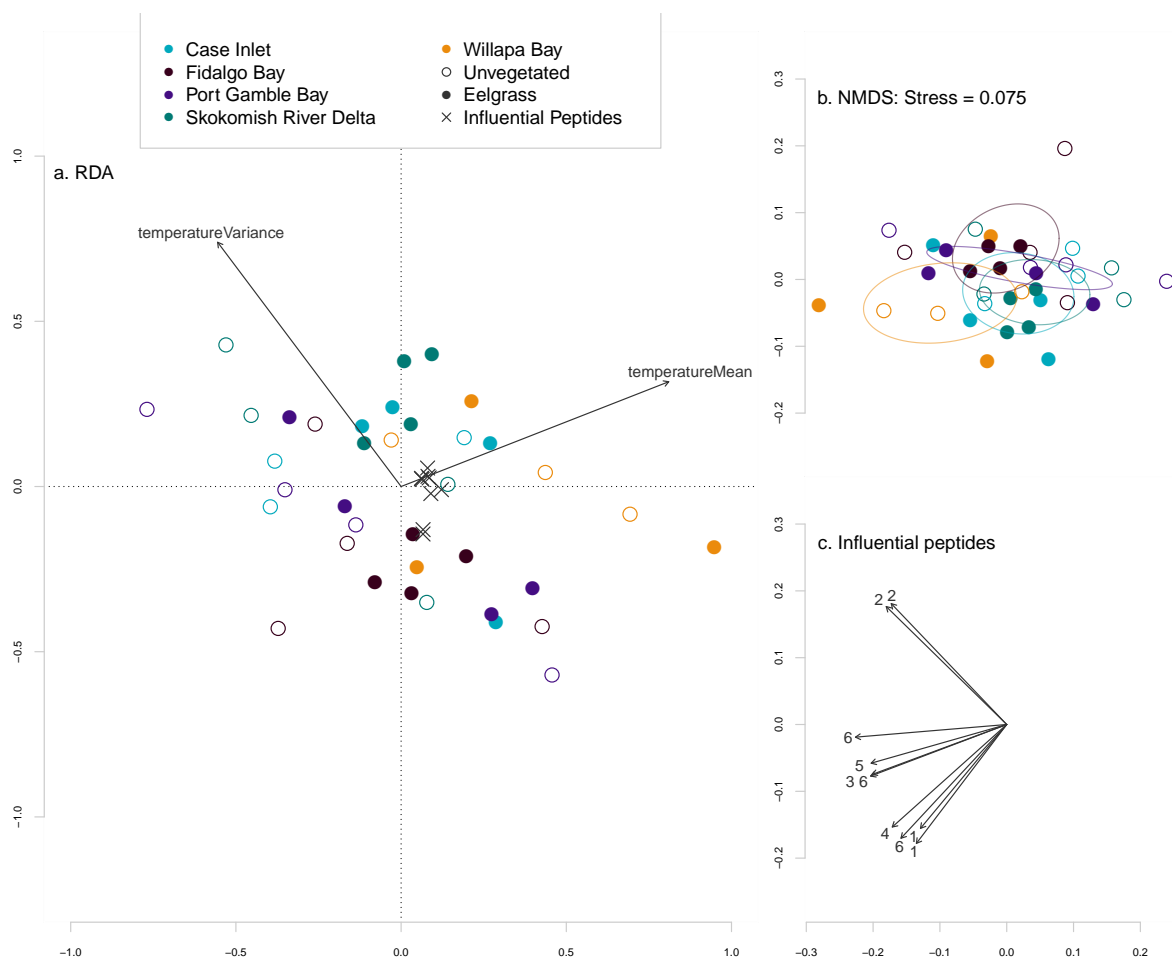 Case Inlet
Fidalgo Bay
Port Gamble Bay
Skokomish River Delta
Willapa Bay
Unvegetated
Eelgrass
Influential Peptides
a. RDA
temperatureVariance
temperatureMean
1.0
0.5
0.0
−0.5
−1.0
−1.0
−0.5
0.0
0.5
1.0
b. NMDS: Stress = 0.075
0.3
0.2
0.1
0.0
−0.1
−0.2
c. Influential peptides
0.3
0.2
0.1
0.0
−0.1
−0.2
2 2
6
5
3 6
4
6
1
1
−0.3
−0.2
−0.1
0.0
0.1
0.2